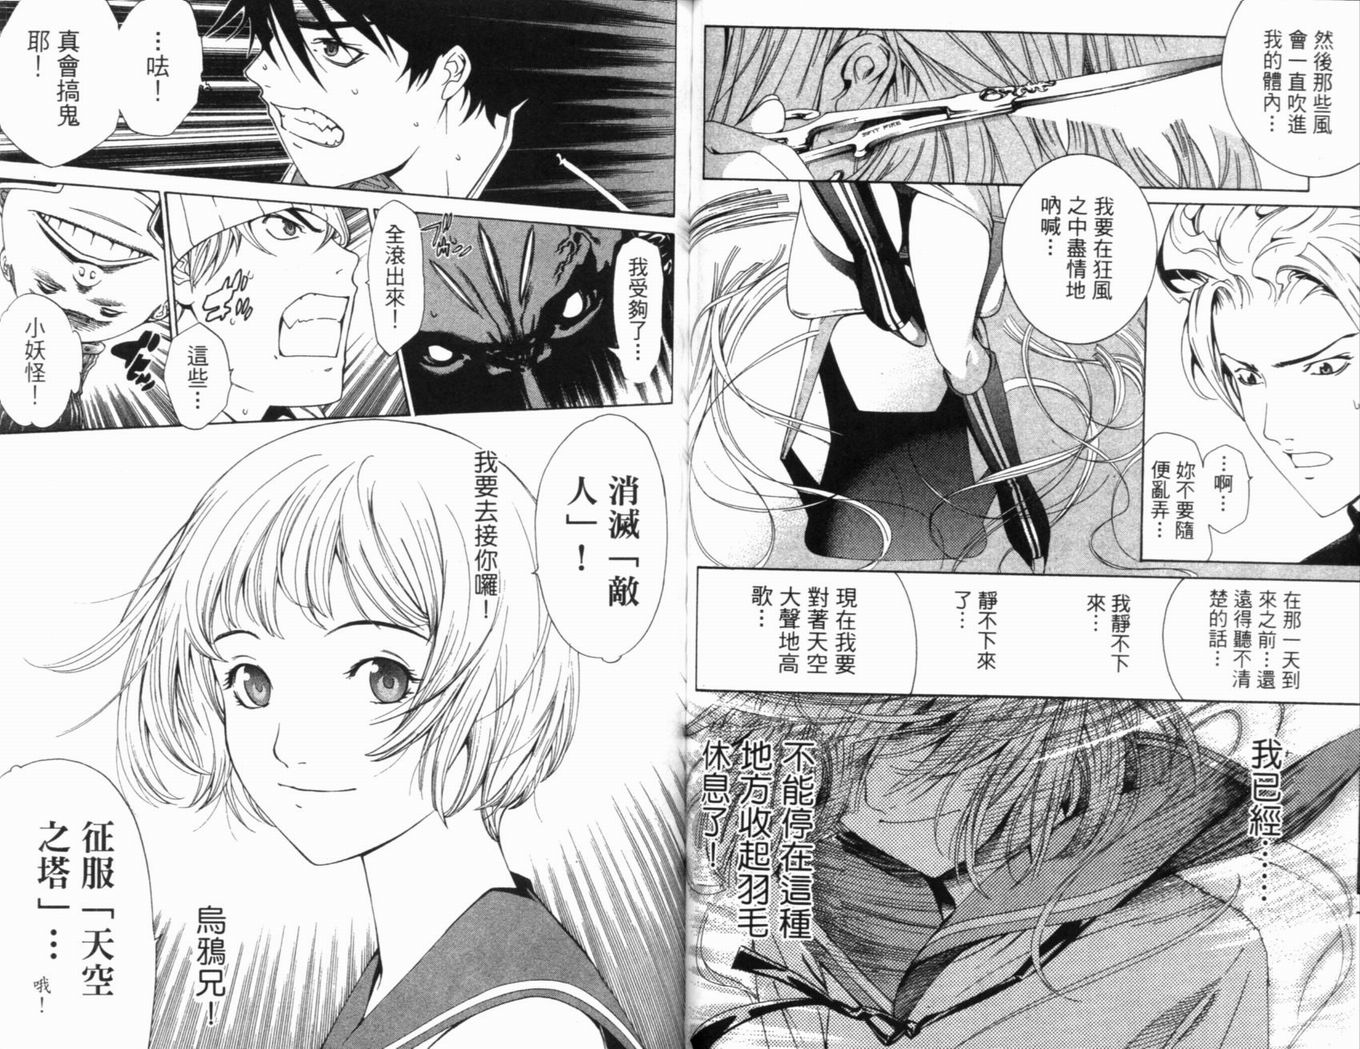 然後那些風
會一直吹進
我的體內…
SPIT FIRE
我要在狂風
之中盡情地
吶喊…
…啊…
妳不要隨
便亂弄…
在那一天到
來之前…還
遠得聽不清
楚的話…
我靜不下
來…
靜不下來
了…
現在我要
對著天空
大聲地高
歌…
我已經……
不能停在這種
地方收起羽毛
休息了！
…呿！
真會搞鬼
耶！
我受夠了…
全滾出來！
這些…
小妖怪！
消滅「敵
人」！
我要去接你囉！
烏鴉兄！
征服「天空
之塔」…
哦！